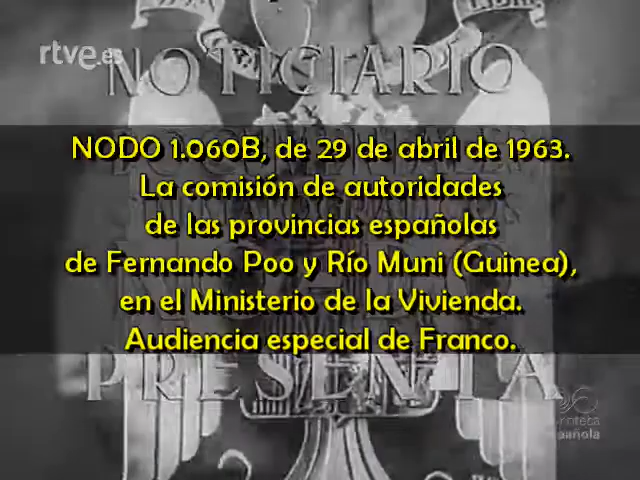 rtve.es
NOTICIARIO
NODO 1.060B, de 29 de abril de 1963.
La comisión de autoridades
de las provincias españolas
de Fernando Poo y Río Muni (Guinea),
en el Ministerio de la Vivienda.
Audiencia especial de Franco.
PRESENTA